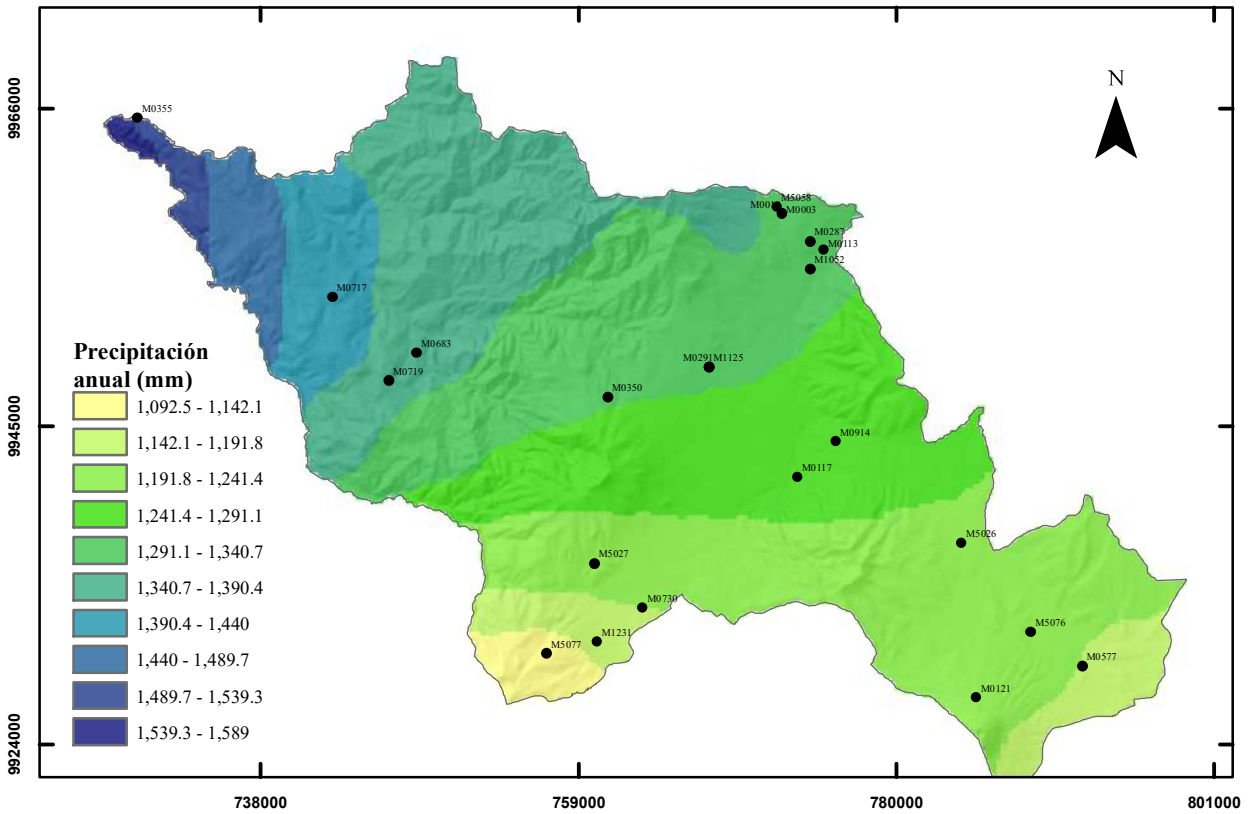 N
9966000
9945000
9924000
M0355
M5058
M0003
M0287
M0113
M1052
M0717
M0683
M0719
M0291
M1125
M0350
M0914
M0117
M5027
M5026
M0730
M1231
M5077
M5076
M0577
M0121
Precipitación
anual (mm)
1,092.5 - 1,142.1
1,142.1 - 1,191.8
1,191.8 - 1,241.4
1,241.4 - 1,291.1
1,291.1 - 1,340.7
1,340.7 - 1,390.4
1,390.4 - 1,440
1,440 - 1,489.7
1,489.7 - 1,539.3
1,539.3 - 1,589
738000
759000
780000
801000